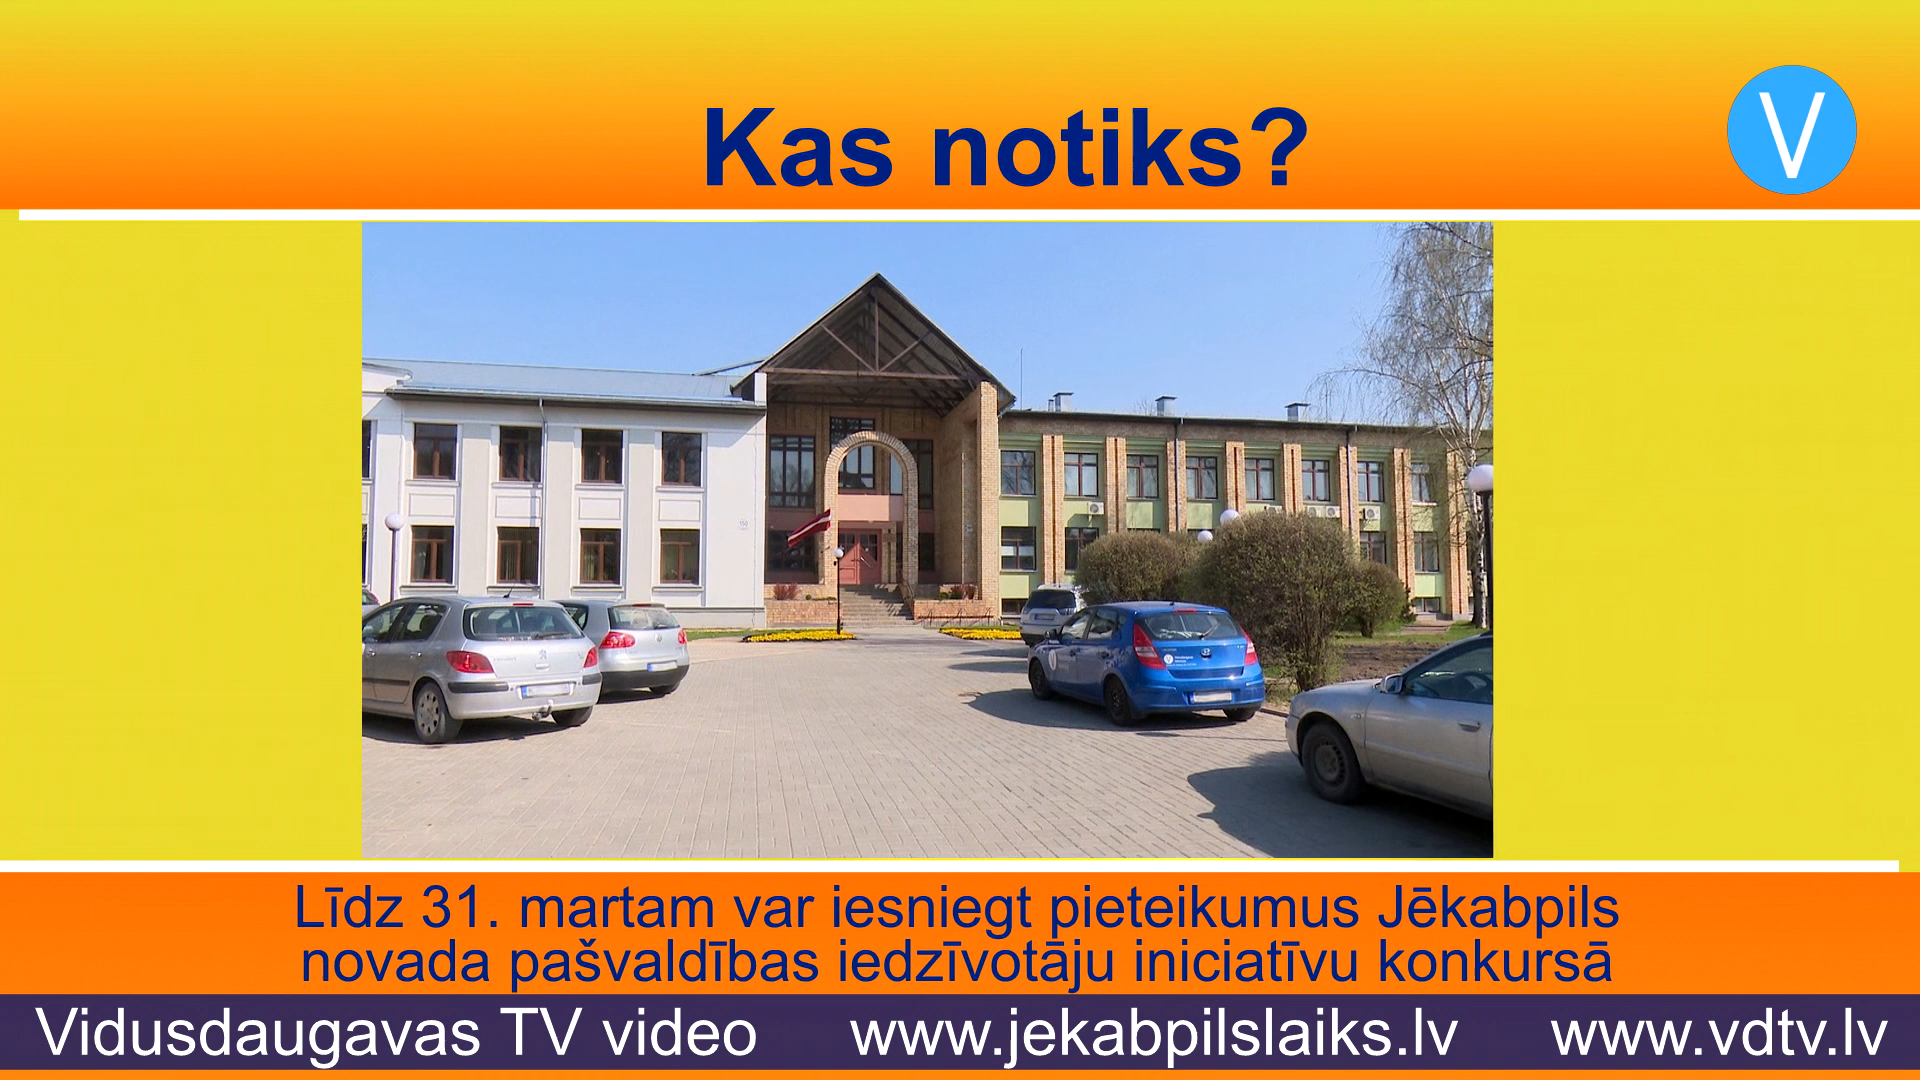 Kas notiks?
V
150
Līdz 31. martam var iesniegt pieteikumus Jēkabpils
novada pašvaldības iedzīvotāju iniciatīvu konkursā
Vidusdaugavas TV video www.jekabpilslaiks.lv www.vdtv.lv